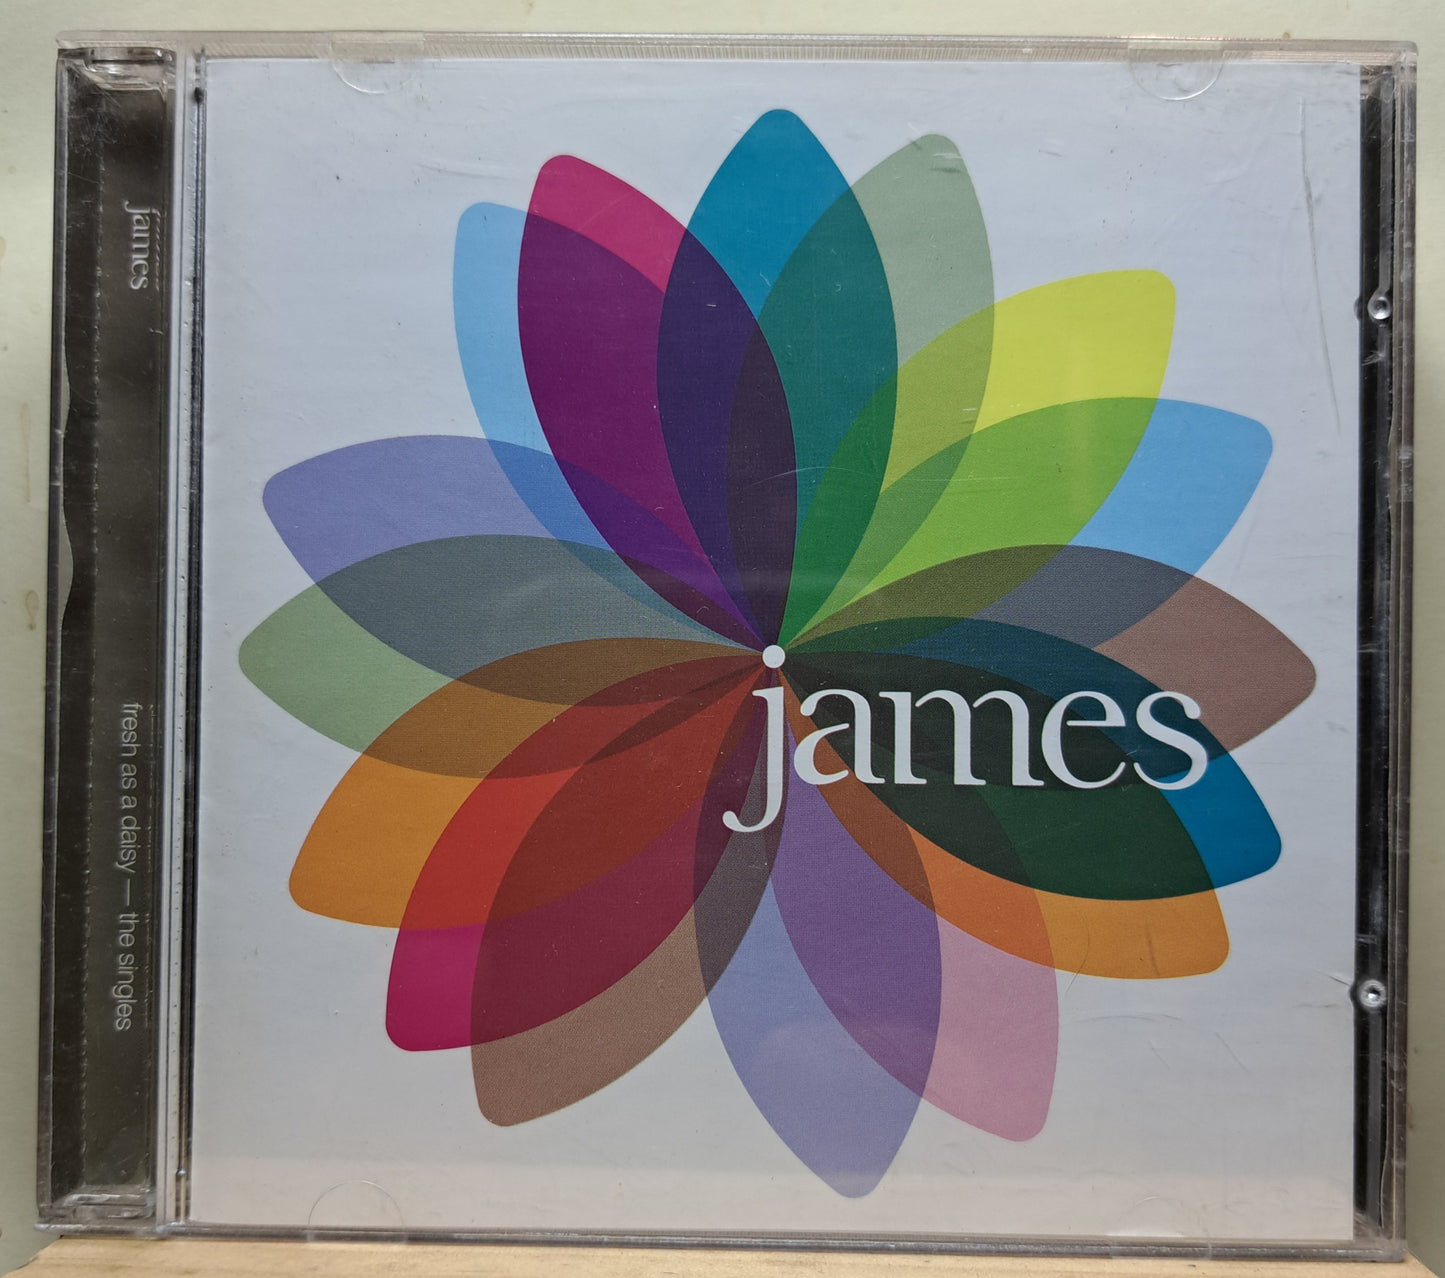 james
fresh as a daisy — the singles
james